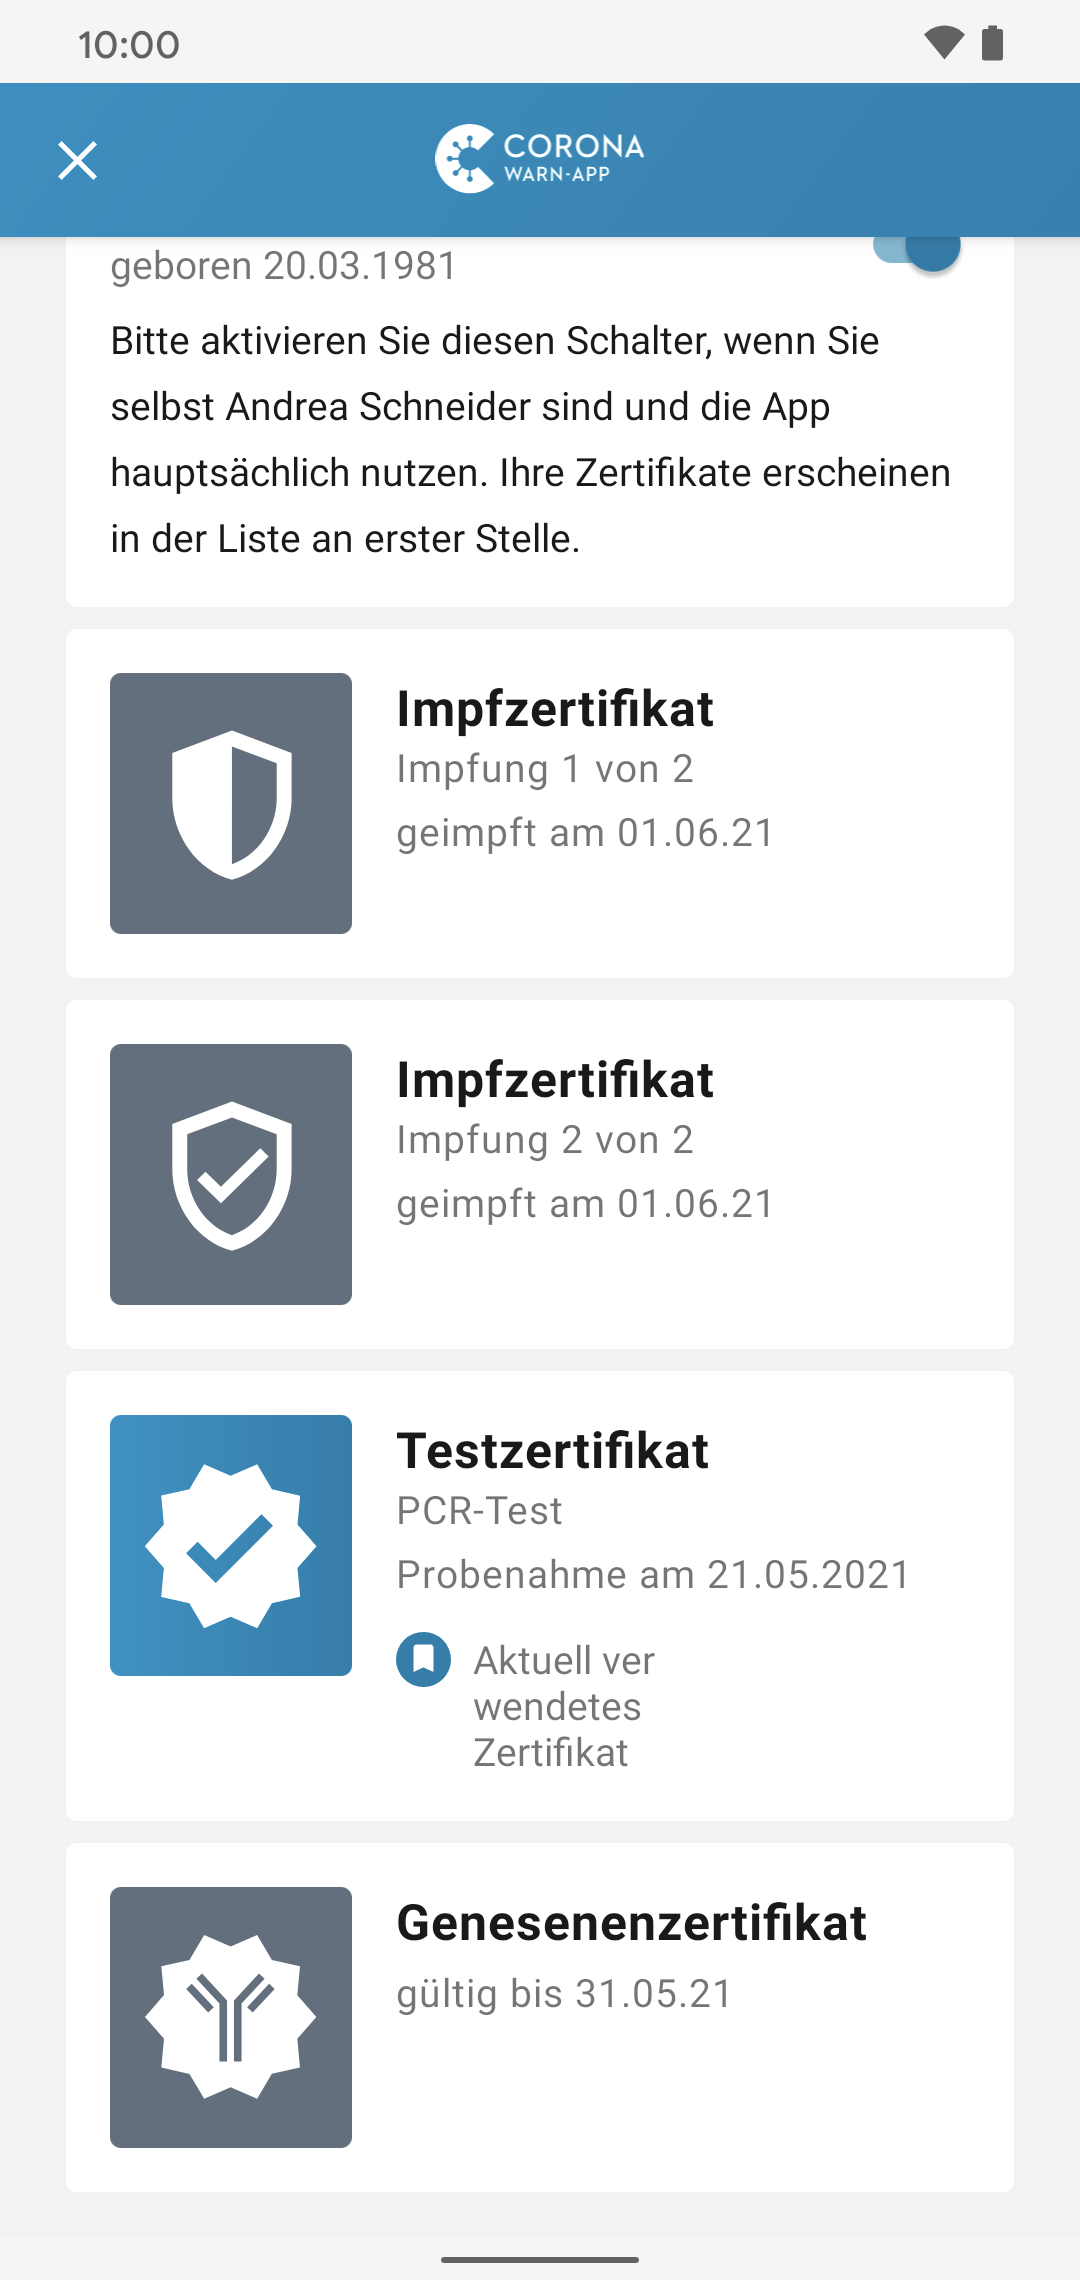 10:00
CORONA
WARN-APP
geboren 20.03.1981
Bitte aktivieren Sie diesen Schalter, wenn Sie
selbst Andrea Schneider sind und die App
hauptsächlich nutzen. Ihre Zertifikate erscheinen
in der Liste an erster Stelle.
Impfzertifikat
Impfung 1 von 2
geimpft am 01.06.21
Impfzertifikat
Impfung 2 von 2
geimpft am 01.06.21
Testzertifikat
PCR-Test
Probenahme am 21.05.2021
Aktuell ver
wendetes
Zertifikat
Genesenenzertifikat
gültig bis 31.05.21